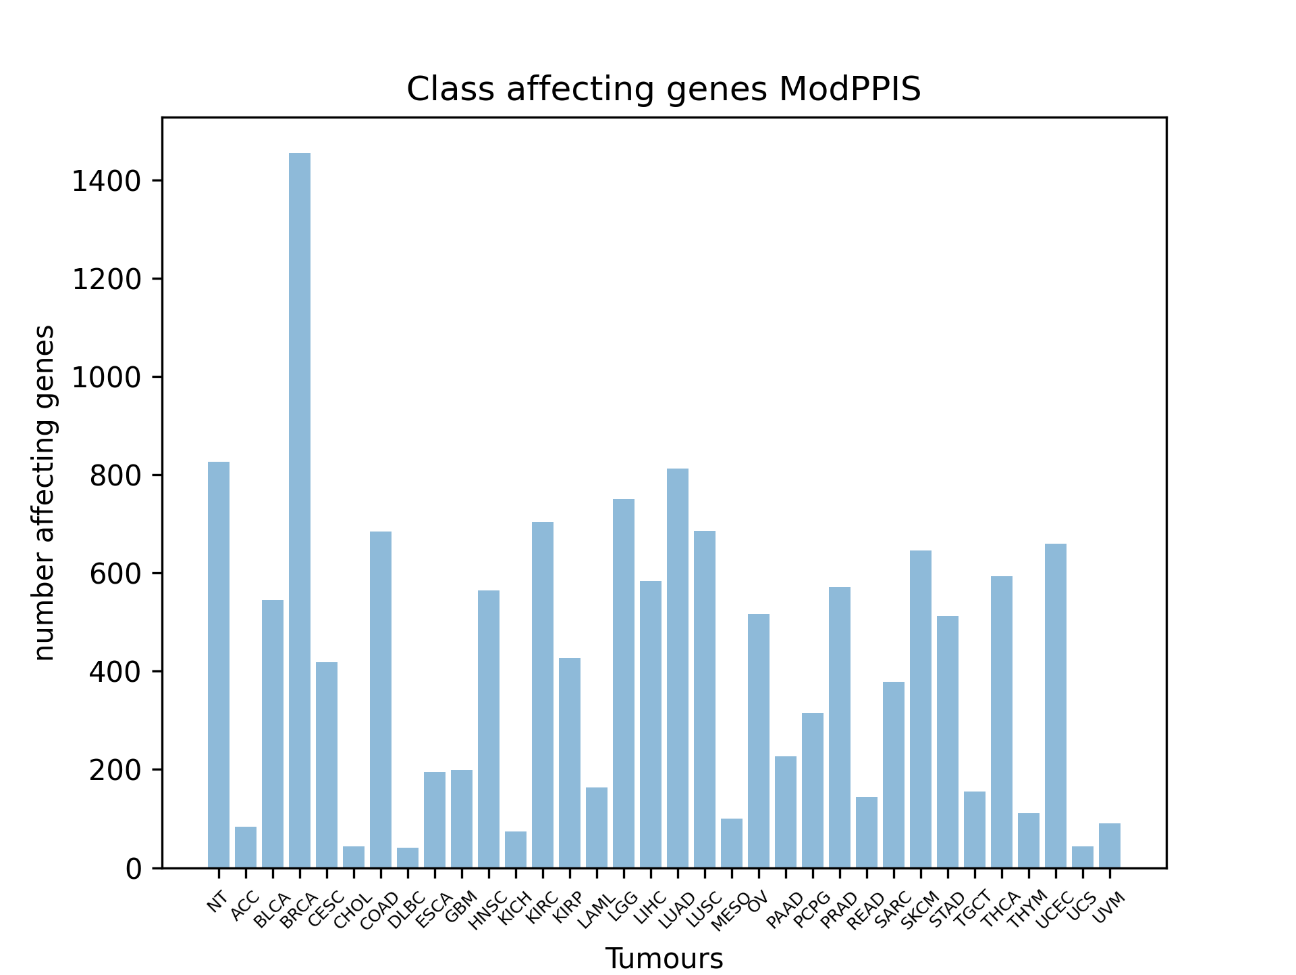 Class affecting genes ModPPIS
number affecting genes
1400
1200
1000
800
600
400
200
0
NT ACC BLCA BRCA CESC CHOL COAD DLBC ESCA GBM HNSC KICH KIRC KIRP LAML LGG LIHC LUAD LUSC MESO OV PAAD PCPG PRAD READ SARC SKCM STAD TGCT THCA THYM UCEC UCS UVM
Tumours